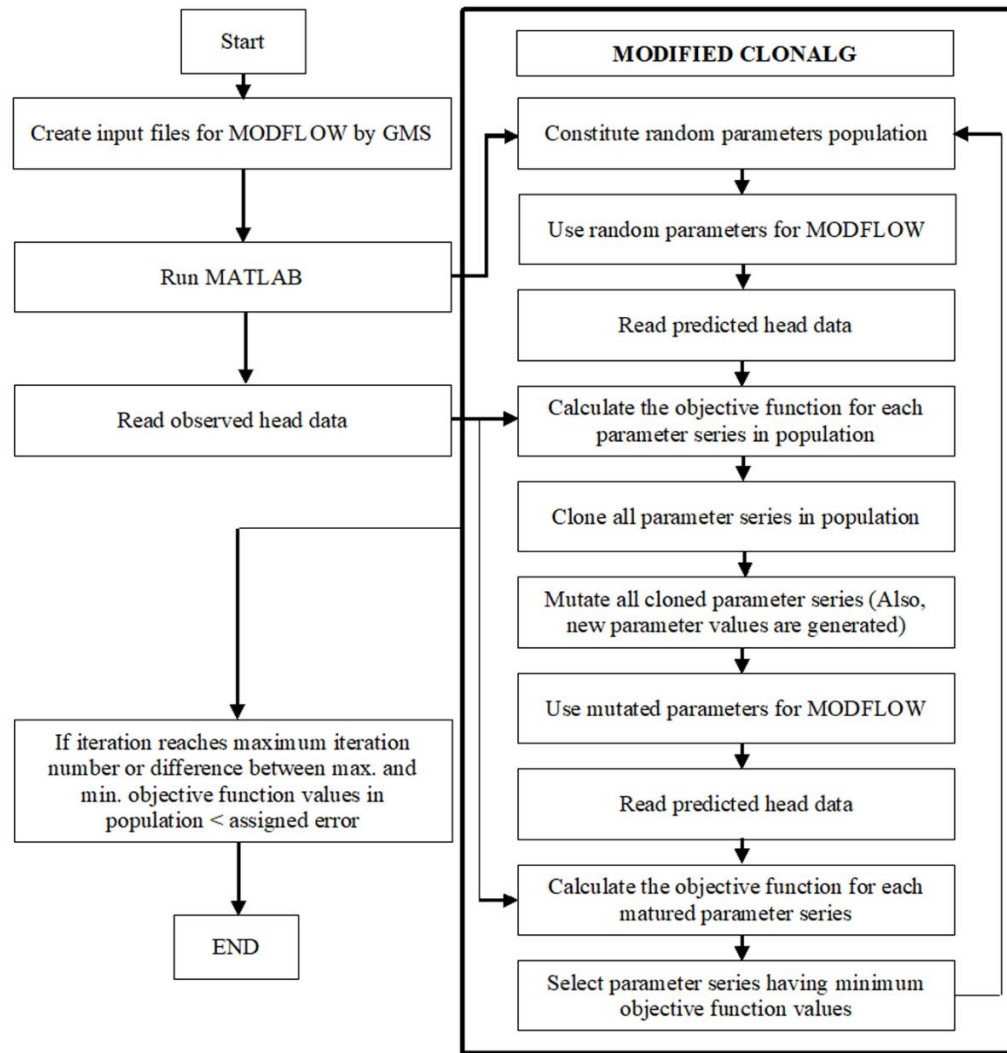 Start
Create input files for MODFLOW by GMS
Run MATLAB
Read observed head data
If iteration reaches maximum iteration
number or difference between max. and
min. objective function values in
population < assigned error
END
MODIFIED CLONALG
Constitute random parameters population
Use random parameters for MODFLOW
Read predicted head data
Calculate the objective function for each
parameter series in population
Clone all parameter series in population
Mutate all cloned parameter series (Also,
new parameter values are generated)
Use mutated parameters for MODFLOW
Read predicted head data
Calculate the objective function for each
matured parameter series
Select parameter series having minimum
objective function values